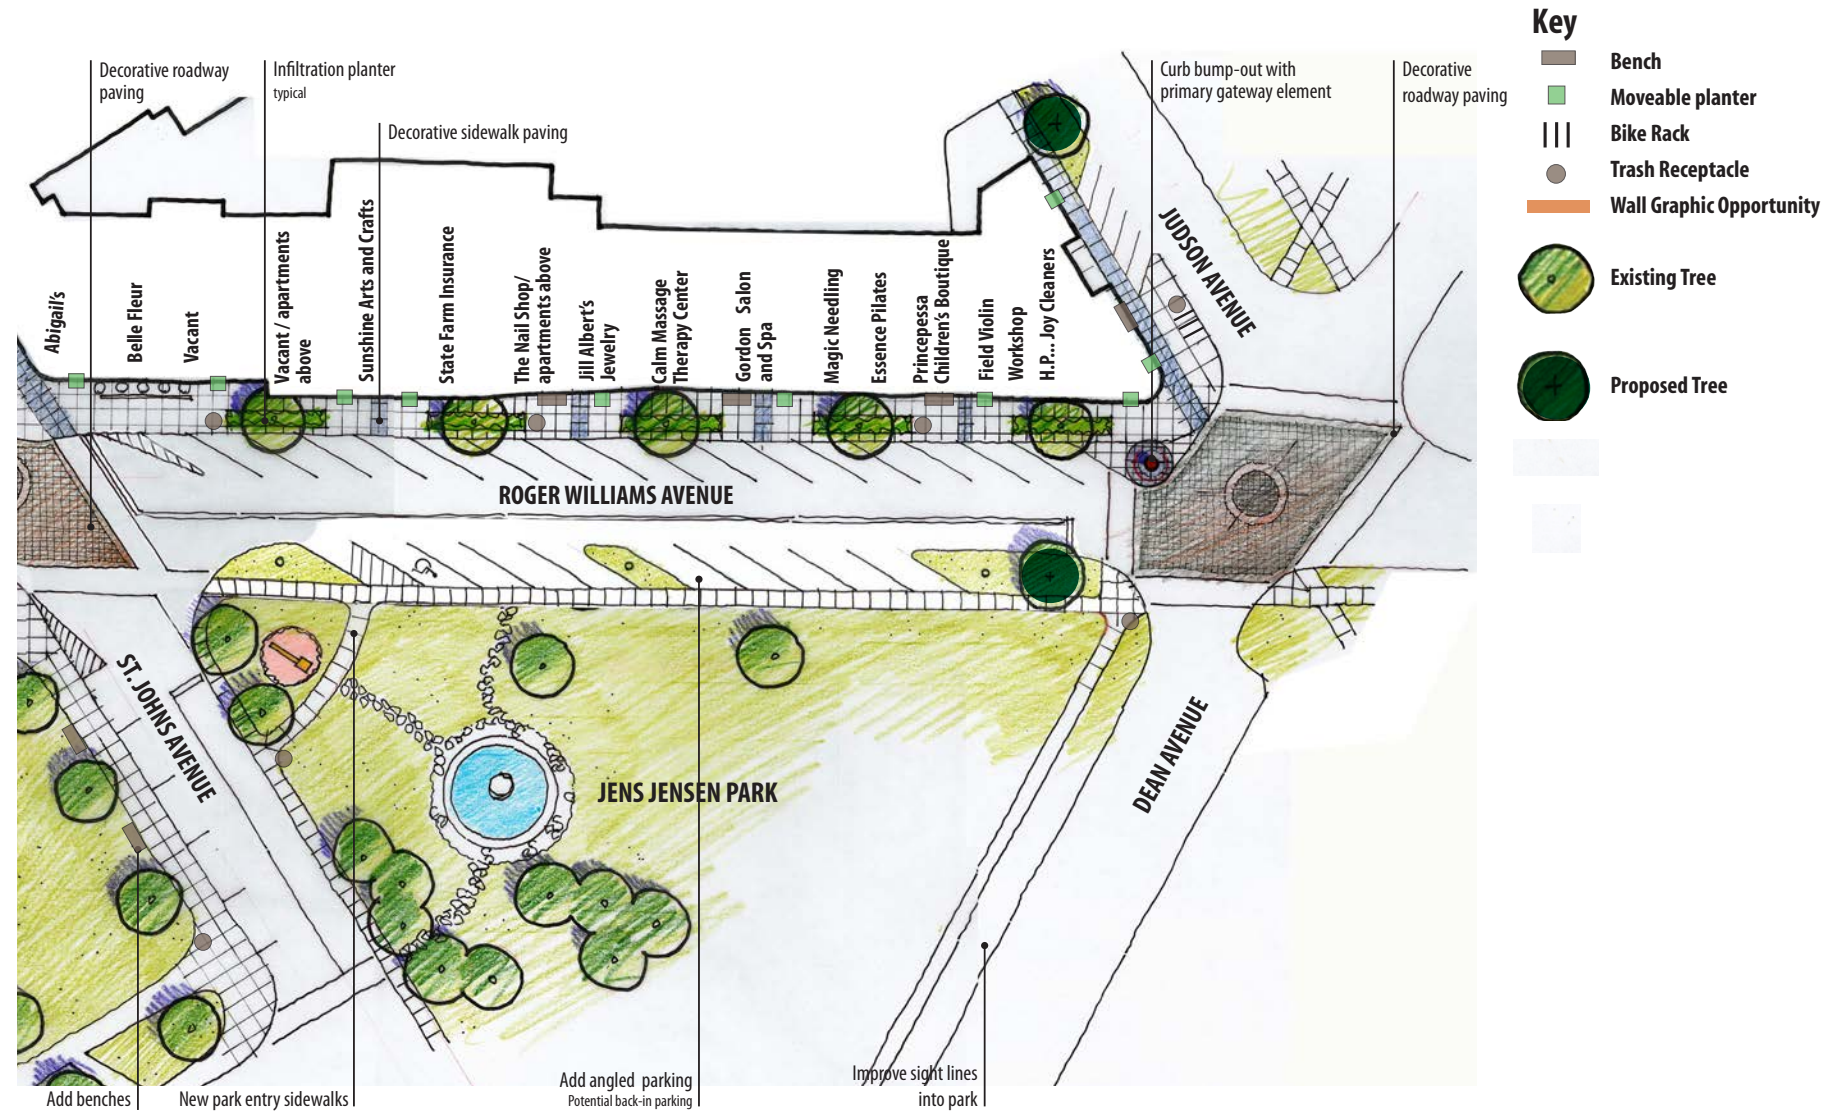 Decorative roadway
paving
Infiltration planter
typical
Decorative sidewalk paving
Curb bump-out with
primary gateway element
Decorative
roadway paving
Key
Bench
Moveable planter
Bike Rack
Trash Receptacle
Wall Graphic Opportunity
Existing Tree
Proposed Tree
Abigail's
Belle Fleur
Vacant
Vacant / apartments
above
Sunshine Arts and Crafts
State Farm Insurance
The Nail Shop/
apartments above
Jill Albert's
Jewelry
Calm Massage
Therapy Center
Gordon Salon
and Spa
Magic Needling
Essence Pilates
Princepessa
Children's Boutique
Field Violin
Workshop
H.P... Joy Cleaners
JUDSON AVENUE
ROGER WILLIAMS AVENUE
ST. JOHNS AVENUE
JENS JENSEN PARK
DEAN AVENUE
Add benches
New park entry sidewalks
Add angled parking
Potential back-in parking
Improve sight lines
into park